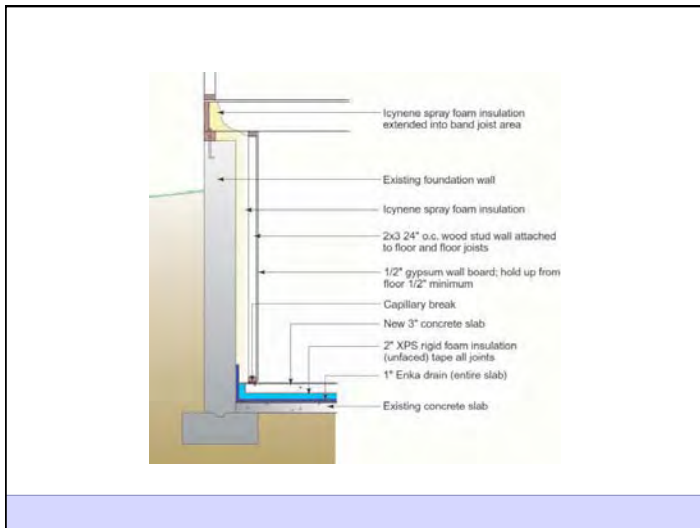 Icynene spray foam insulation
extended into band joist area
Existing foundation wall
Icynene spray foam insulation
2x3 24" o.c. wood stud wall attached
to floor and floor joists
1/2" gypsum wall board; hold up from
floor 1/2" minimum
Capillary break
New 3" concrete slab
2" XPS rigid foam insulation
(unfaced) tape all joints
1" Enka drain (entire slab)
Existing concrete slab